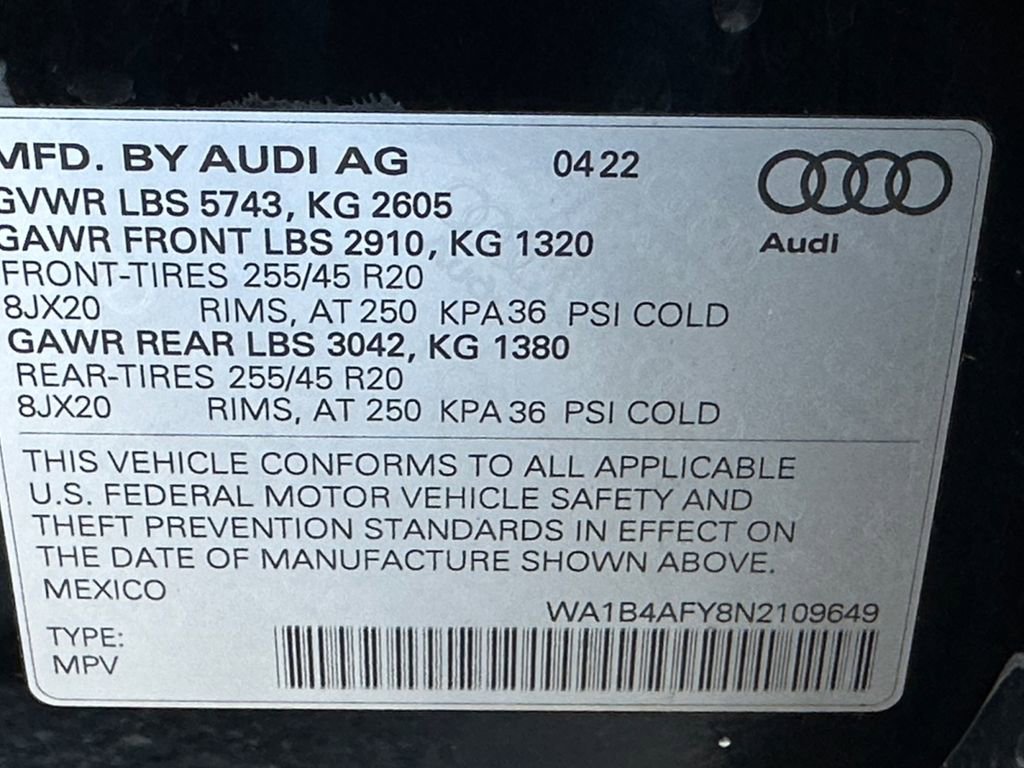 MFD. BY AUDI AG 0422
GVWR LBS 5743, KG 2605
GAWR FRONT LBS 2910, KG 1320
Audi
FRONT-TIRES 255/45 R20
8JX20 RIMS, AT 250 KPA36 PSI COLD
GAWR REAR LBS 3042, KG 1380
REAR-TIRES 255/45 R20
8JX20 RIMS, AT 250 KPA 36 PSI COLD
THIS VEHICLE CONFORMS TO ALL APPLICABLE
U.S. FEDERAL MOTOR VEHICLE SAFETY AND
THEFT PREVENTION STANDARDS IN EFFECT ON
THE DATE OF MANUFACTURE SHOWN ABOVE.
MEXICO
WA1B4AFY8N2109649
TYPE:
MPV